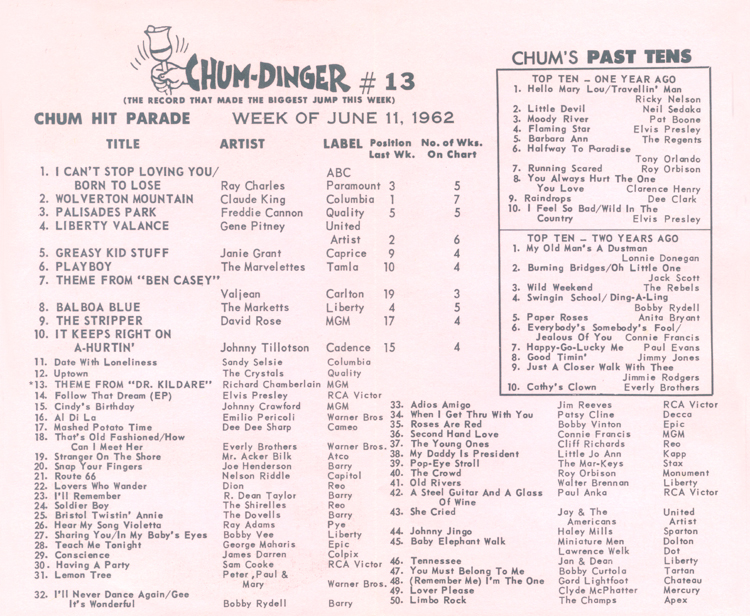 CHUM-DINGER # 13
(THE RECORD THAT MADE THE BIGGEST JUMP THIS WEEK)
CHUM HIT PARADE WEEK OF JUNE 11, 1962
TITLE ARTIST LABEL Position Last Wk. No. of Wks. On Chart
1. I CAN'T STOP LOVING YOU/ ABC
BORN TO LOSE Ray Charles Paramount 3 5
2. WOLVERTON MOUNTAIN Claude King Columbia 1 7
3. PALISADES PARK Freddie Cannon Quality 5 5
4. LIBERTY VALANCE Gene Pitney United
Artist 2 6
5. GREASY KID STUFF Janie Grant Caprice 9 4
6. PLAYBOY The Marvelettes Tamla 10 4
7. THEME FROM "BEN CASEY"
Valjean Carlton 19 3
8. BALBOA BLUE The Marketts Liberty 4 5
9. THE STRIPPER David Rose MGM 17 4
10. IT KEEPS RIGHT ON
A-HURTIN' Johnny Tillotson Cadence 15 4
11. Date With Loneliness Sandy Selsie Columbia
12. Uptown The Crystals Quality
*13. THEME FROM "DR. KILDARE" Richard Chamberlain MGM
14. Follow That Dream (EP) Elvis Presley RCA Victor
15. Cindy's Birthday Johnny Crawford MGM
16. Al Di La Emilio Pericoli Warner Bros
17. Mashed Potato Time Dee Dee Sharp Cameo
18. That's Old Fashioned/How
Can I Meet Her Everly Brothers Warner Bros.
19. Stranger On The Shore Mr. Acker Bilk Atco
20. Snap Your Fingers Joe Henderson Barry
21. Route 66 Nelson Riddle Capitol
22. Lovers Who Wander Dion Reo
23. I'll Remember R. Dean Taylor Barry
24. Soldier Boy The Shirelles Reo
25. Bristol Twistin' Annie The Dovells Barry
26. Hear My Song Violetta Ray Adams Pye
27. Sharing You/In My Baby's Eyes Bobby Vee Liberty
28. Teach Me Tonight George Maharis Epic
29. Conscience James Darren Colpix
30. Having A Party Sam Cooke RCA Victor
31. Lemon Tree Peter, Paul &
Mary Warner Bros.
32. I'll Never Dance Again/Gee
It's Wonderful Bobby Rydell Barry
33. Adios Amigo Jim Reeves RCA Victor
34. When I Get Thru With You Patsy Cline Decca
35. Roses Are Red Bobby Vinton Epic
36. Second Hand Love Connie Francis MGM
37. The Young Ones Cliff Richards Reo
38. My Daddy Is President Little Jo Ann Kapp
39. Pop-Eye Stroll The Mar-Keys Stax
40. The Crowd Roy Orbison Monument
41. Old Rivers Walter Brennan Liberty
42. A Steel Guitar And A Glass Paul Anka RCA Victor
Of Wine
43. She Cried Jay & The United
Americans Artist
44. Johnny Jingo Haley Mills Sparton
45. Baby Elephant Walk Miniature Men Dolton
Lawrence Welk Dot
46. Tennessee Jan & Dean Liberty
47. You Must Belong To Me Bobby Curtola Tartan
48. (Remember Me) I'm The One Gord Lightfoot Chateau
49. Lover Please Clyde McPhatter Mercury
50. Limbo Rock The Champs Apex
CHUM'S PAST TENS
TOP TEN – ONE YEAR AGO
1. Hello Mary Lou/Travellin' Man
Ricky Nelson
2. Little Devil Neil Sedaka
3. Moody River Pat Boone
4. Flaming Star Elvis Presley
5. Barbara Ann The Regents
6. Halfway To Paradise
Tony Orlando
7. Running Scared Roy Orbison
8. You Always Hurt The One
You Love Clarence Henry
9. Raindrops Dee Clark
10. I Feel So Bad/Wild In The
Country Elvis Presley
TOP TEN – TWO YEARS AGO
1. My Old Man's A Dustman
Lonnie Donegan
2. Burning Bridges/Oh Little One
Jack Scott
3. Wild Weekend The Rebels
4. Swingin School/Ding-A-Ling
Bobby Rydell
5. Paper Roses Anita Bryant
6. Everybody's Somebody's Fool/
Jealous Of You Connie Francis
7. Happy-Go-Lucky Me Paul Evans
8. Good Timin' Jimmy Jones
9. Just A Closer Walk With Thee
Jimmie Rodgers
10. Cathy's Clown Everly Brothers